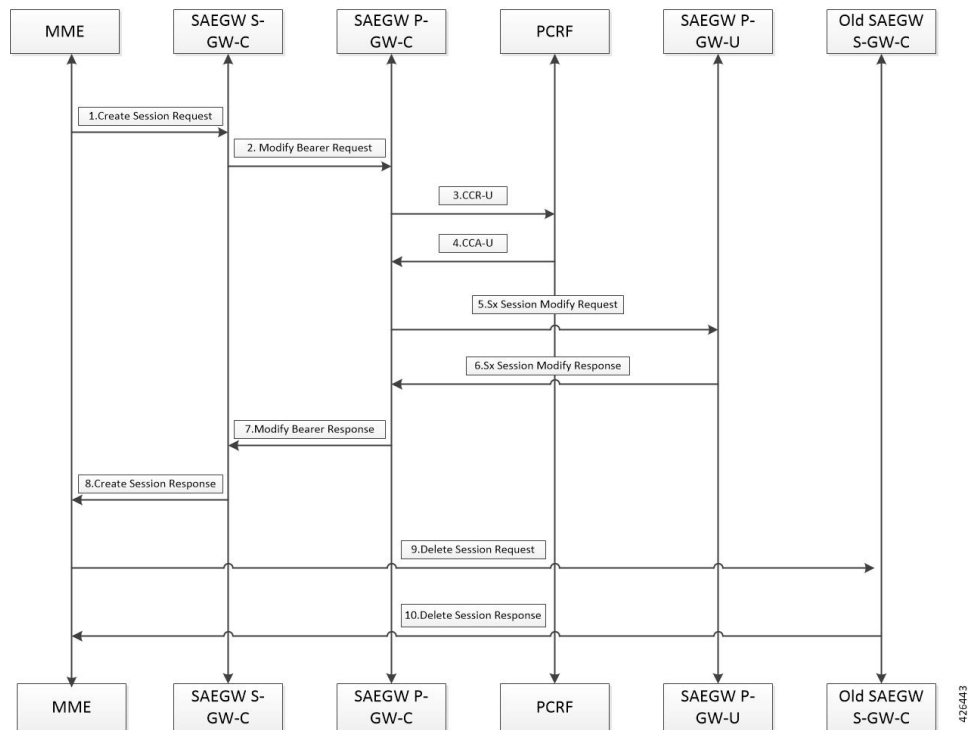 MME
SAEGW S-
GW-C
SAEGW P-
GW-C
PCRF
SAEGW P-
GW-U
Old SAEGW
S-GW-C
1.Create Session Request
2. Modify Bearer Request
3.CCR-U
4.CCA-U
5.Sx Session Modify Request
6.Sx Session Modify Response
7.Modify Bearer Response
8.Create Session Response
9.Delete Session Request
10.Delete Session Response
MME
SAEGW S-
GW-C
SAEGW P-
GW-C
PCRF
SAEGW P-
GW-U
Old SAEGW
S-GW-C
426443